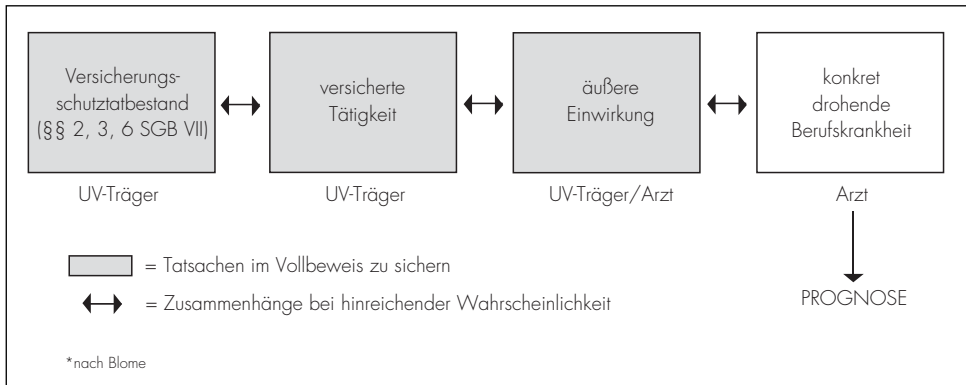 Versicherungs-
schutztatbestand
(§§ 2, 3, 6 SGB VII)
versicherte
Tätigkeit
äußere
Einwirkung
konkret
drohende
Berufskrankheit
UV-Träger
UV-Träger
UV-Träger/Arzt
Arzt
= Tatsachen im Vollbeweis zu sichern
= Zusammenhänge bei hinreichender Wahrscheinlichkeit
PROGNOSE
*nach Blome